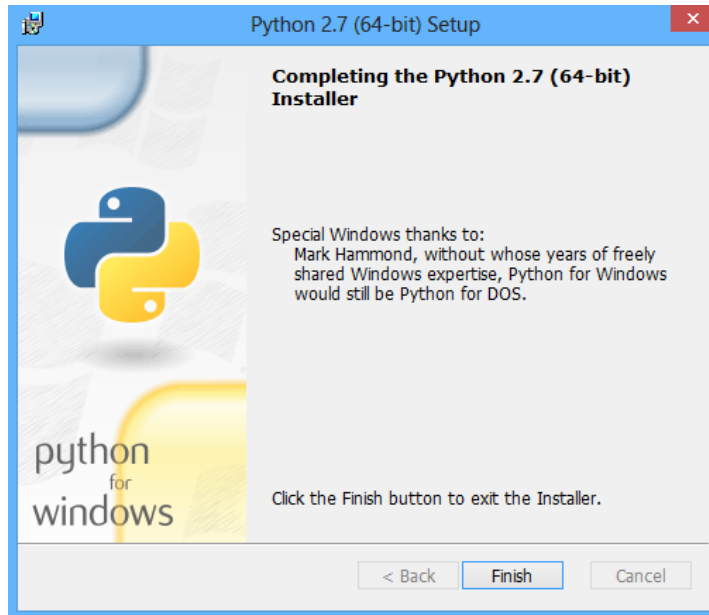 Python 2.7 (64-bit) Setup
Completing the Python 2.7 (64-bit)
Installer
Special Windows thanks to:
Mark Hammond, without whose years of freely
shared Windows expertise, Python for Windows
would still be Python for DOS.
python
for
windows
Click the Finish button to exit the Installer.
< Back
Finish
Cancel